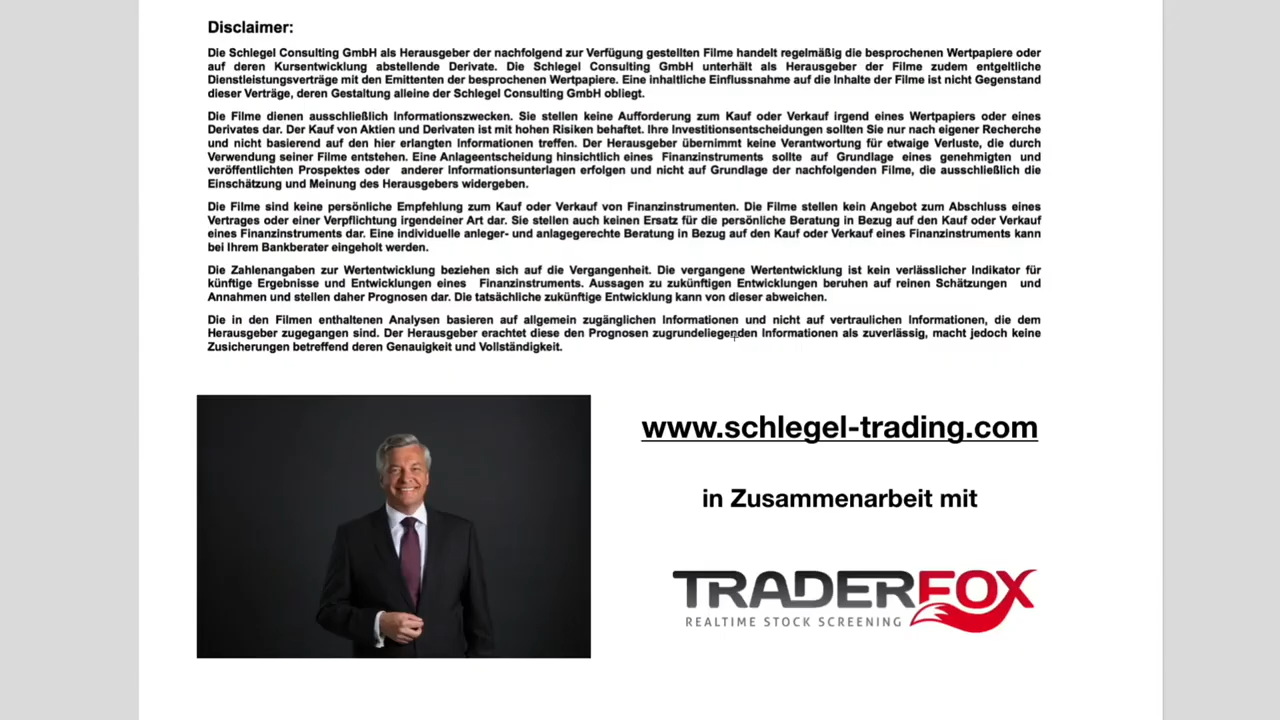 Disclaimer:
Die Schlegel Consulting GmbH als Herausgeber der nachfolgend zur Verfügung gestellten Filme handelt regelmäßig die besprochenen Wertpapiere oder
auf deren Kursentwicklung abstellende Derivate. Die Schlegel Consulting GmbH unterhält als Herausgeber der Filme zudem entgeltliche
Dienstleistungsverträge mit den Emittenten der besprochenen Wertpapiere. Eine inhaltliche Einflussnahme auf die Inhalte der Filme ist nicht Gegenstand
dieser Verträge, deren Gestaltung alleine der Schlegel Consulting GmbH obliegt.
Die Filme dienen ausschließlich Informationszwecken. Sie stellen keine Aufforderung zum Kauf oder Verkauf irgend eines Wertpapiers oder eines
Derivates dar. Der Kauf von Aktien und Derivaten ist mit hohen Risiken behaftet. Ihre Investitionsentscheidungen sollten Sie nur nach eigener Recherche
und nicht basierend auf den hier erlangten Informationen treffen. Der Herausgeber übernimmt keine Verantwortung für etwaige Verluste, die durch
Verwendung seiner Filme entstehen. Eine Anlageentscheidung hinsichtlich eines Finanzinstruments sollte auf Grundlage eines genehmigten und
veröffentlichten Prospektes oder anderer Informationsunterlagen erfolgen und nicht auf Grundlage der nachfolgenden Filme, die ausschließlich die
Einschätzung und Meinung des Herausgebers widergeben.
Die Filme sind keine persönliche Empfehlung zum Kauf oder Verkauf von Finanzinstrumenten. Die Filme stellen kein Angebot zum Abschluss eines
Vertrages oder einer Verpflichtung irgendeiner Art dar. Sie stellen auch keinen Ersatz für die persönliche Beratung in Bezug auf den Kauf oder Verkauf
eines Finanzinstruments dar. Eine individuelle anleger- und anlagegerechte Beratung in Bezug auf den Kauf oder Verkauf eines Finanzinstruments kann
bei Ihrem Bankberater eingeholt werden.
Die Zahlenangaben zur Wertentwicklung beziehen sich auf die Vergangenheit. Die vergangene Wertentwicklung ist kein verlässlicher Indikator für
künftige Ergebnisse und Entwicklungen eines Finanzinstruments. Aussagen zu zukünftigen Entwicklungen beruhen auf reinen Schätzungen und
Annahmen und stellen daher Prognosen dar. Die tatsächliche zukünftige Entwicklung kann von dieser abweichen.
Die in den Filmen enthaltenen Analysen basieren auf allgemein zugänglichen Informationen und nicht auf vertraulichen Informationen, die dem
Herausgeber zugegangen sind. Der Herausgeber erachtet diese den Prognosen zugrundeliegenden Informationen als zuverlässig, macht jedoch keine
Zusicherungen betreffend deren Genauigkeit und Vollständigkeit.
www.schlegel-trading.com
in Zusammenarbeit mit
TRADERFOX
REALTIME STOCK SCREENING